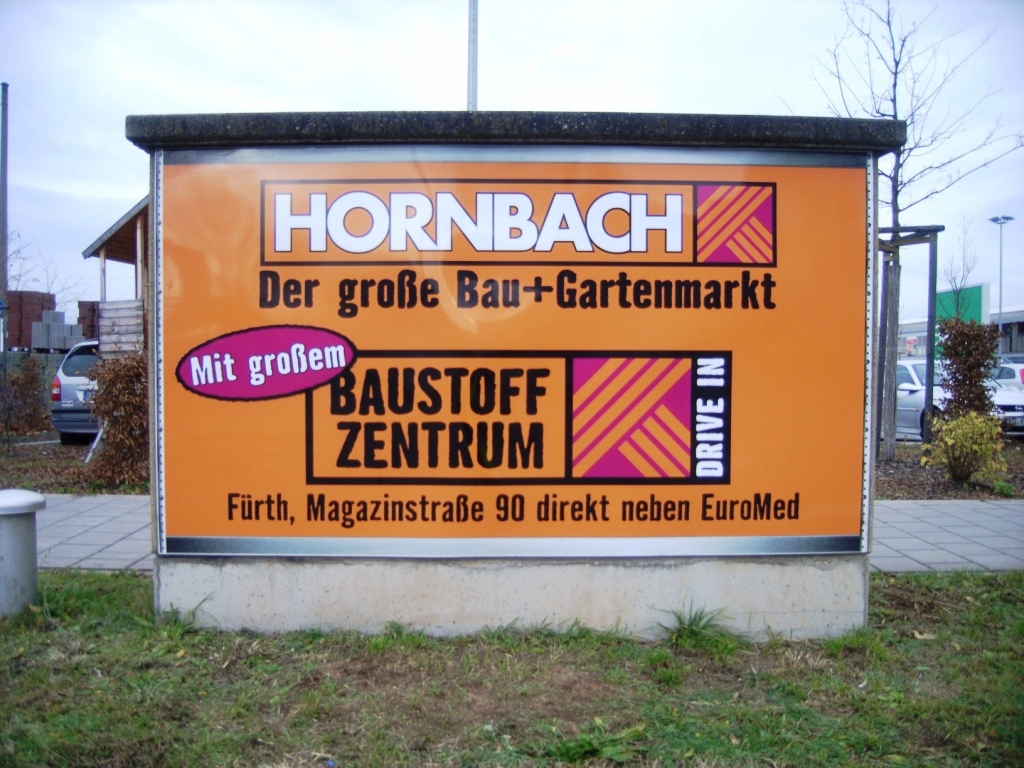 HORNBACH
Der große Bau+Gartenmarkt
Mit großem
BAUSTOFF
ZENTRUM
DRIVE IN
Fürth, Magazinstraße 90 direkt neben EuroMed